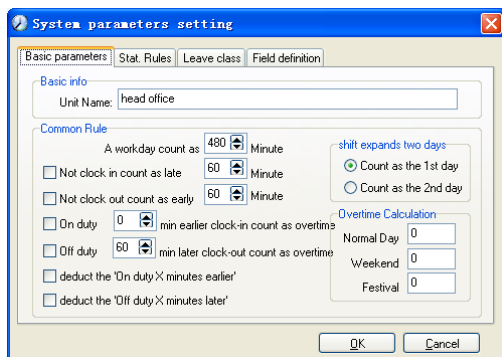 System parameters setting
Basic parameters Stat. Rules Leave class Field definition
Basic info
Unit Name: head office
Common Rule
A workday count as 480 Minute
Not clock in count as late 60 Minute
Not clock out count as early 60 Minute
On duty 0 min earlier clock-in count as overtime
Off duty 60 min later clock-out count as overtime
deduct the 'On duty X minutes earlier'
deduct the 'Off duty X minutes later'
shift expands two days
Count as the 1st day
Count as the 2nd day
Overtime Calculation
Normal Day 0
Weekend 0
Festival 0
OK Cancel